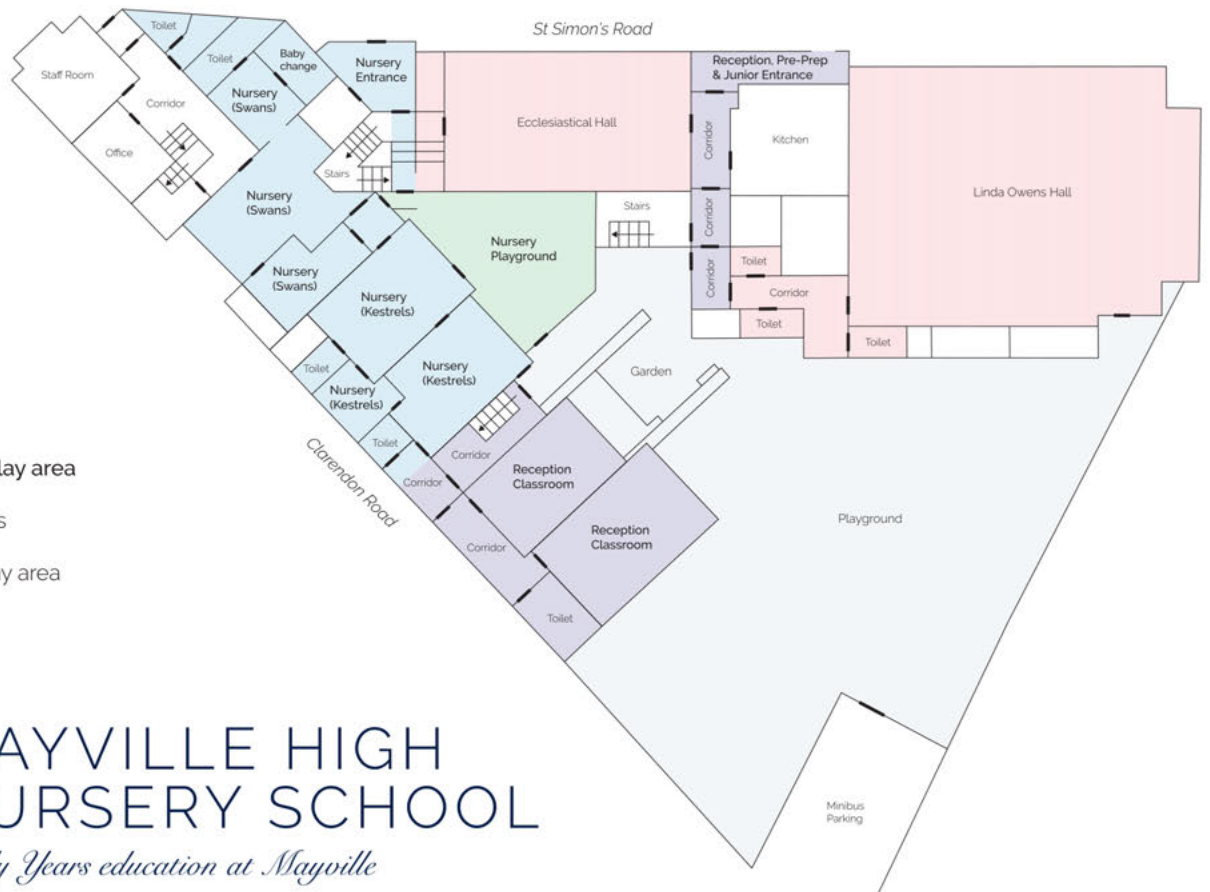 St Simon's Road
Toilet
Toilet
Baby
change
Nursery
Entrance
Reception, Pre-Prep
& Junior Entrance
Staff Room
Corridor
Nursery
(Swans)
Ecclesiastical Hall
Corridor
Kitchen
Office
Stairs
Linda Owens Hall
Nursery
(Swans)
Stairs
Corridor
Nursery
Playground
Nursery
(Swans)
Corridor
Toilet
Nursery
(Kestrels)
Corridor
Toilet
Toilet
Toilet
Nursery
(Kestrels)
Garden
Nursery
(Kestrels)
Toilet
Clarendon Road
Corridor
Corridor
Reception
Classroom
lay area
s
y area
Playground
Reception
Classroom
Corridor
Toilet
AYVILLE HIGH
URSERY SCHOOL
ly Years education at Mayville
Minibus
Parking